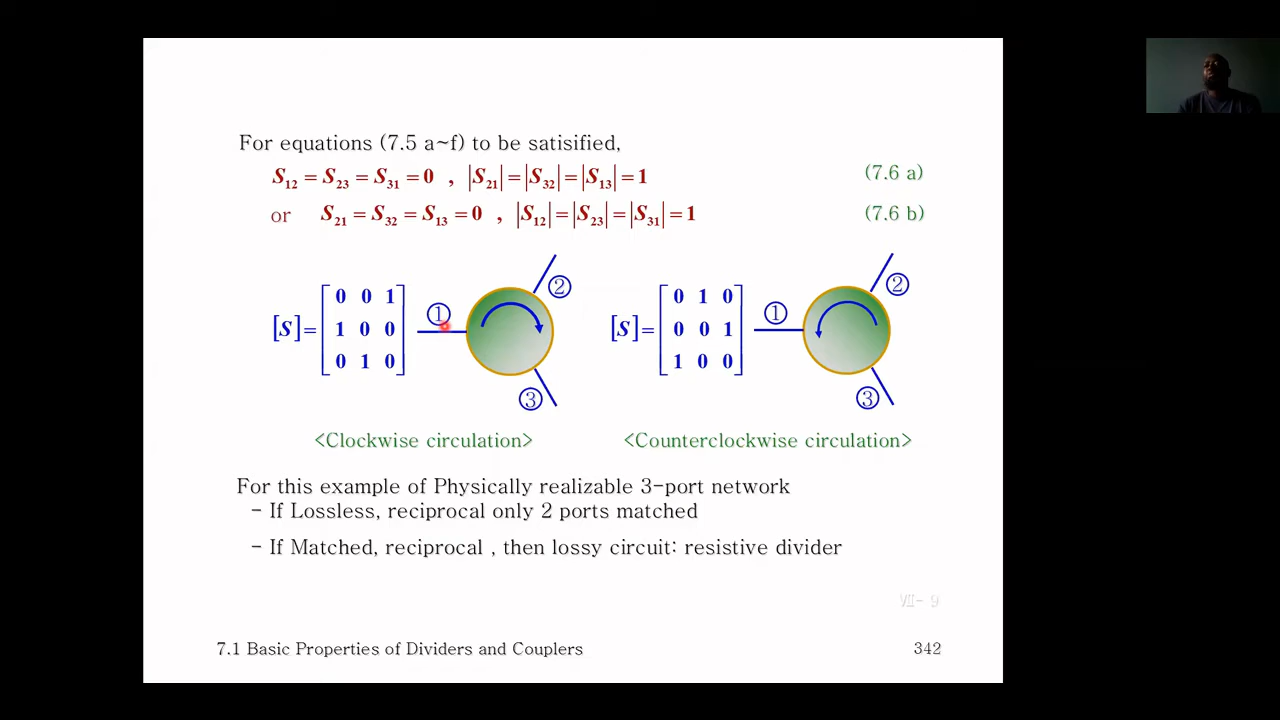 For equations (7.5 a~f) to be satisified,
S12 = S23 = S31 = 0 , |S21| = |S32| = |S13| = 1 (7.6 a)
or S21 = S32 = S13 = 0 , |S12| = |S23| = |S31| = 1 (7.6 b)
[S] =
0 0 1
1 0 0
0 1 0
①
②
③
[S] =
0 1 0
0 0 1
1 0 0
①
②
③
<Clockwise circulation> <Counterclockwise circulation>
For this example of Physically realizable 3-port network
- If Lossless, reciprocal only 2 ports matched
- If Matched, reciprocal , then lossy circuit: resistive divider
Ⅶ- 9
7.1 Basic Properties of Dividers and Couplers 342